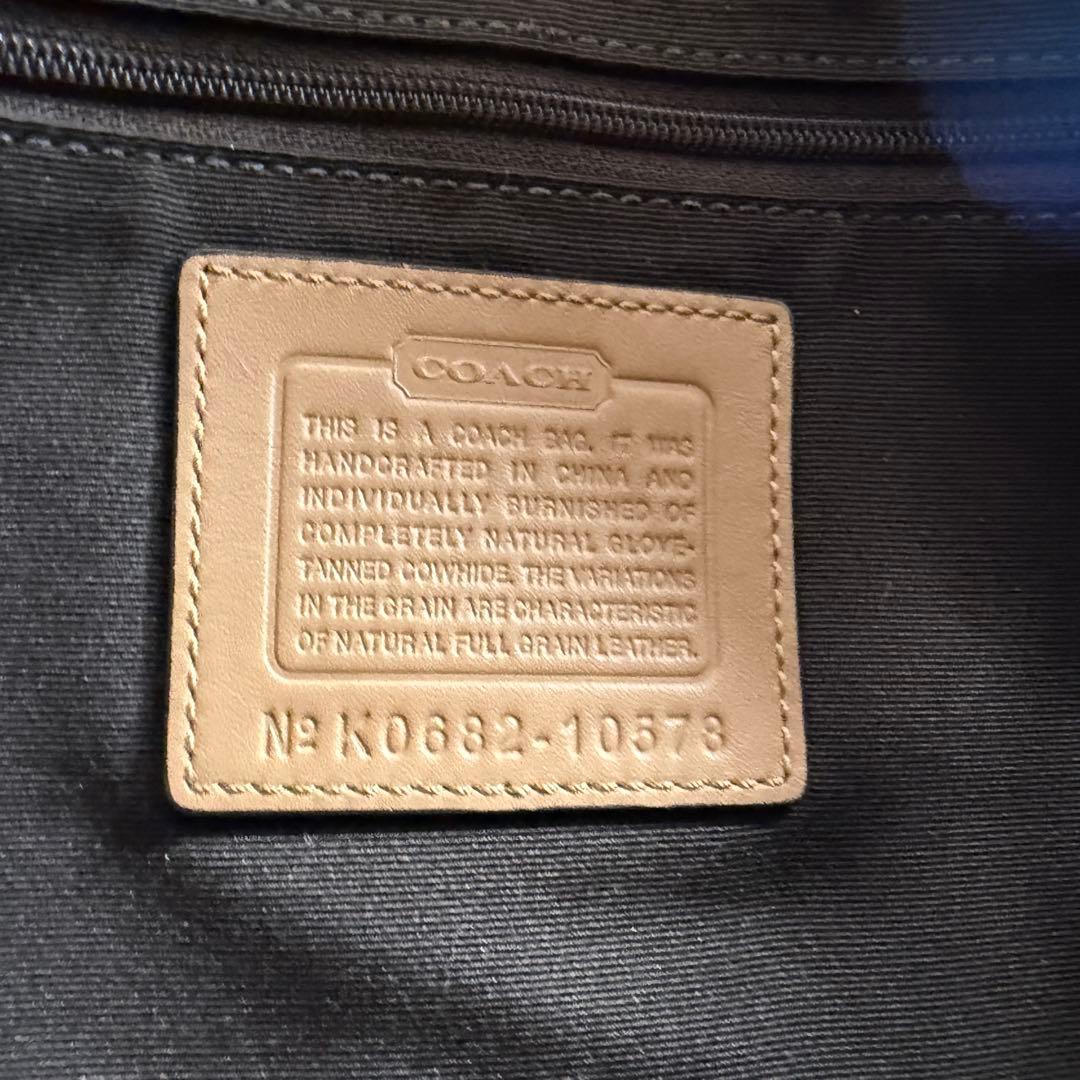 COACH
THIS IS A COACH BAG. IT WAS
HANDCRAFTED IN CHINA AND
INDIVIDUALLY BURNISHED OF
COMPLETELY NATURAL GLOVE-
TANNED COWHIDE. THE VARIATIONS
IN THE GRAIN ARE CHARACTERISTIC
OF NATURAL FULL GRAIN LEATHER.
Nº K0682-10573